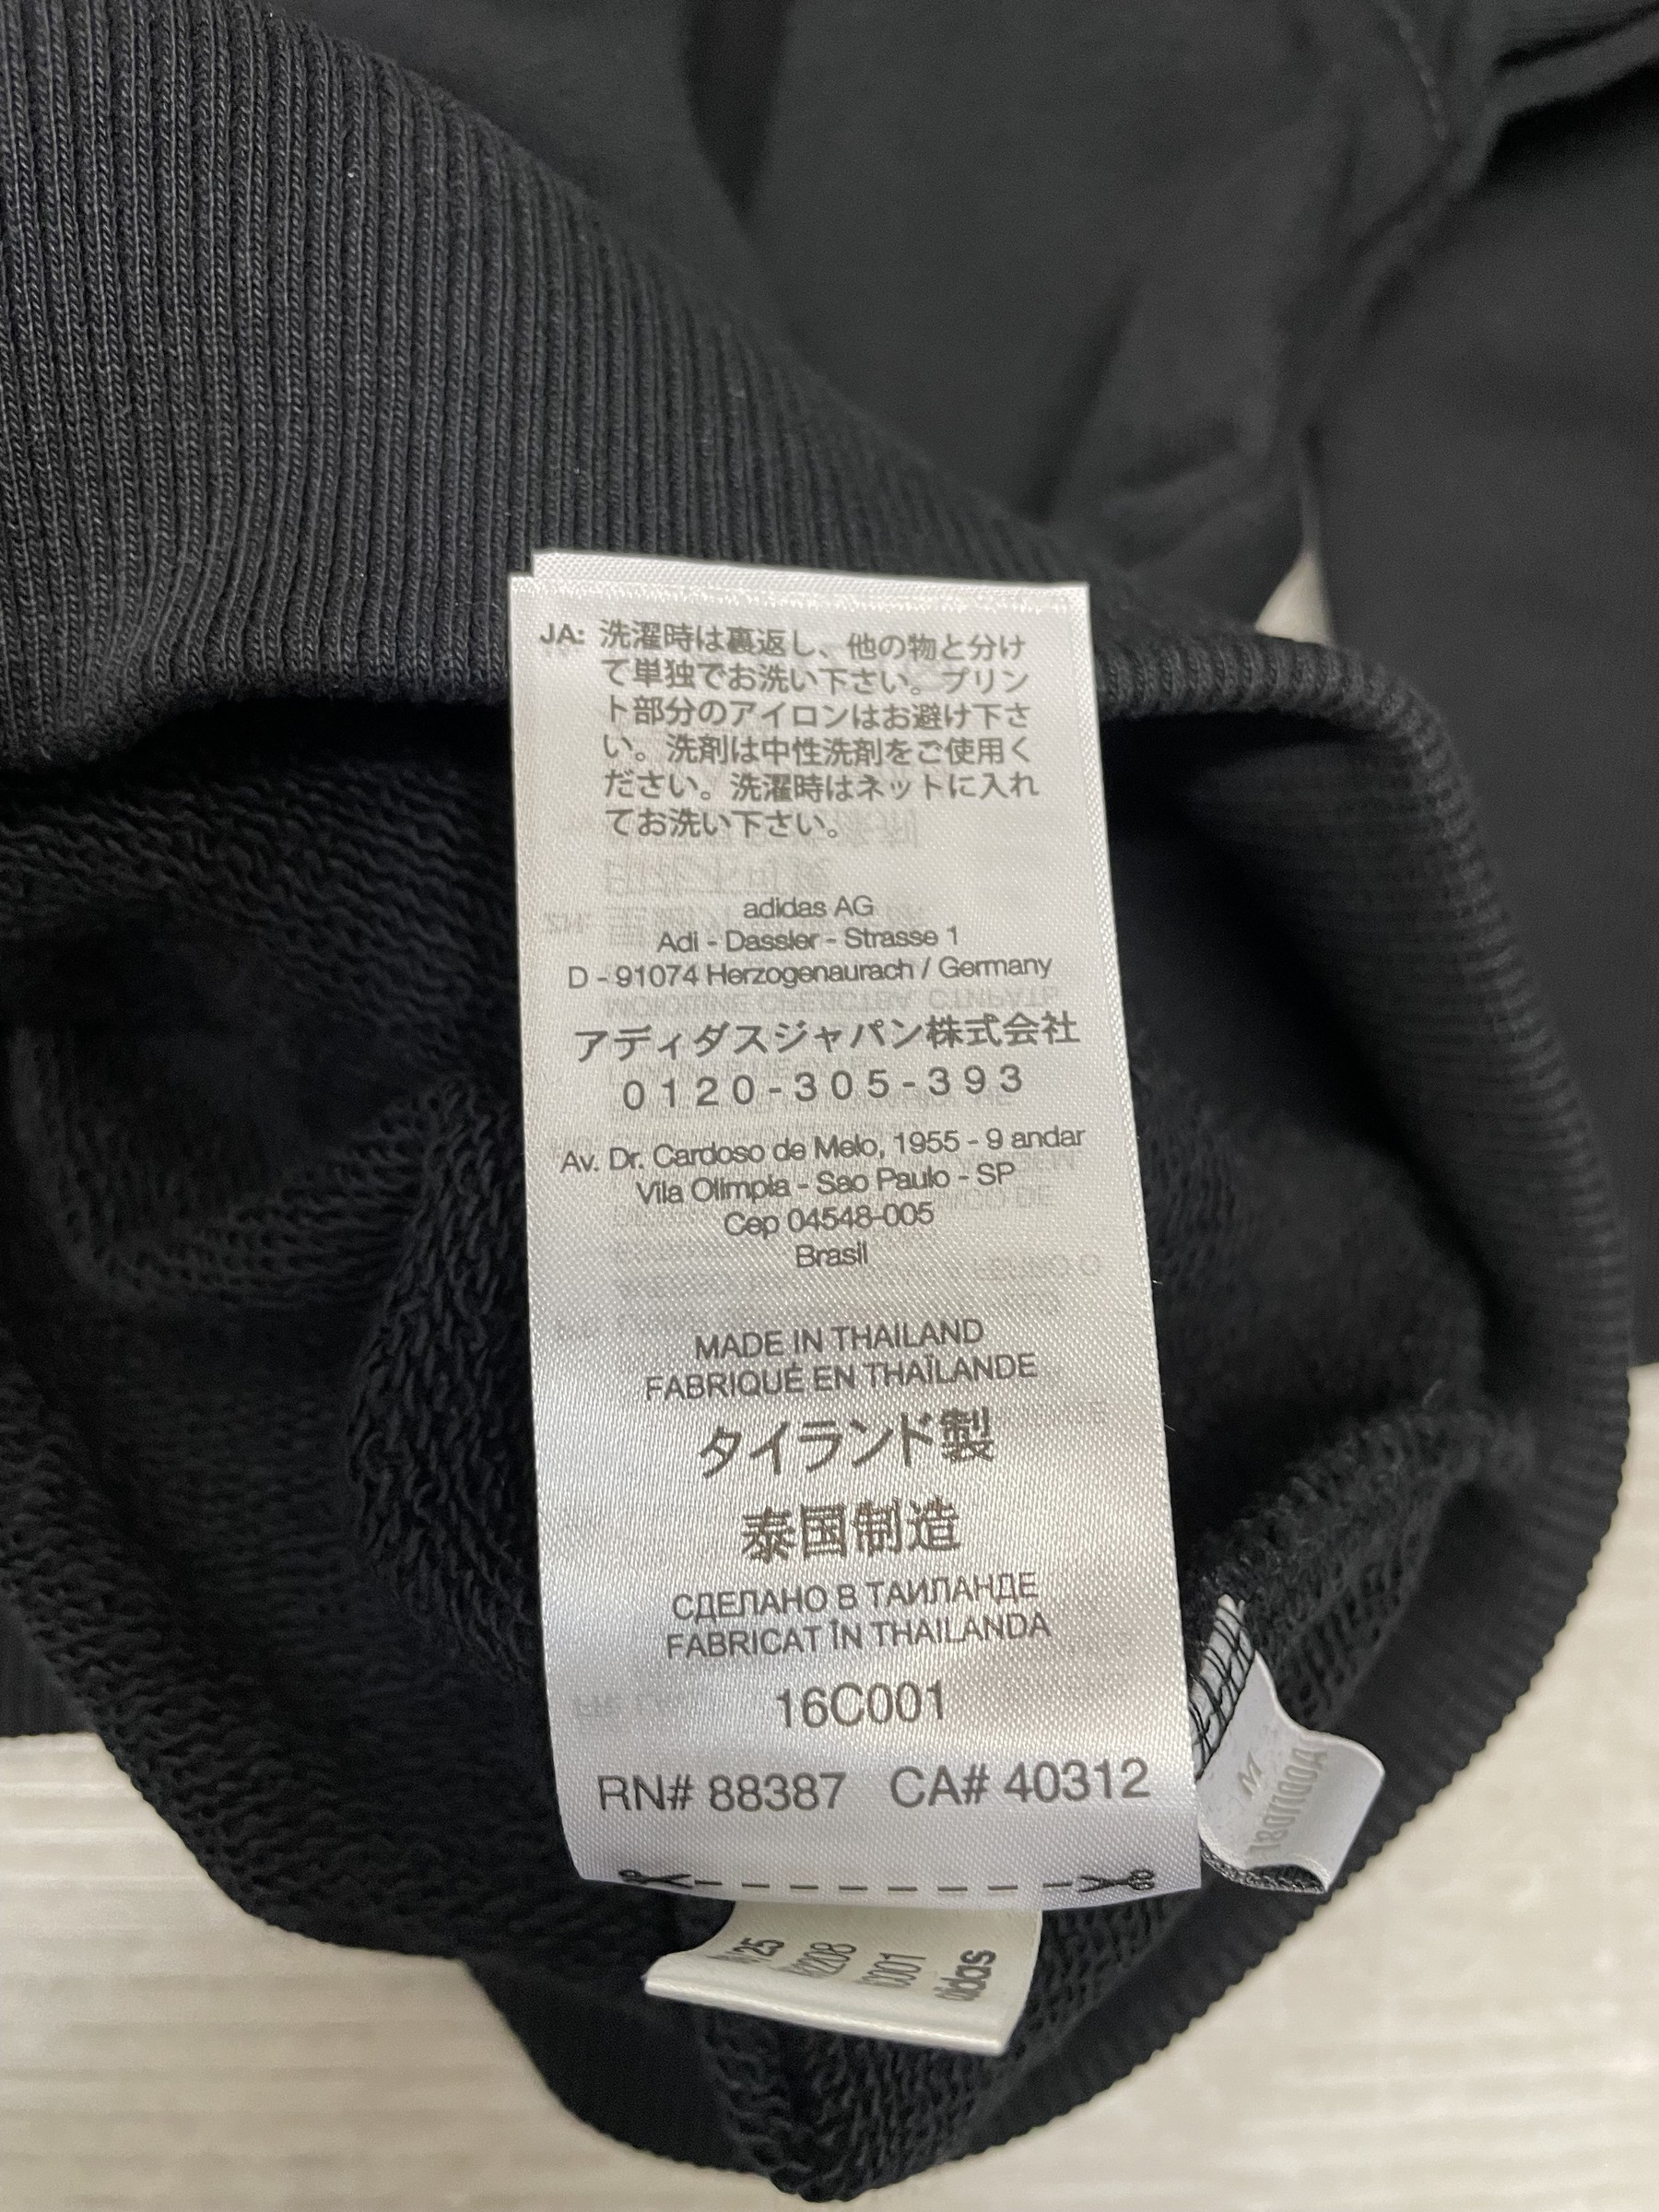 JA: 洗濯時は裏返し、他の物と分け
て単独でお洗い下さい。プリン
ト部分のアイロンはお避け下さ
い。洗剤は中性洗剤をご使用く
ださい。洗濯時はネットに入れ
てお洗い下さい。
adidas AG
Adi - Dassler - Strasse 1
D - 91074 Herzogenaurach / Germany
アディダスジャパン株式会社
0120-305-393
Av. Dr. Cardoso de Melo, 1955 - 9 andar
Vila Olimpia - Sao Paulo - SP
Cep 04548-005
Brasil
MADE IN THAILAND
FABRIQUÉ EN THAÏLANDE
タイランド製
泰国制造
СДЕЛАНО В ТАИЛАНДЕ
FABRICAT ÎN THAILANDA
16C001
RN# 88387 CA# 40312
M
adidas